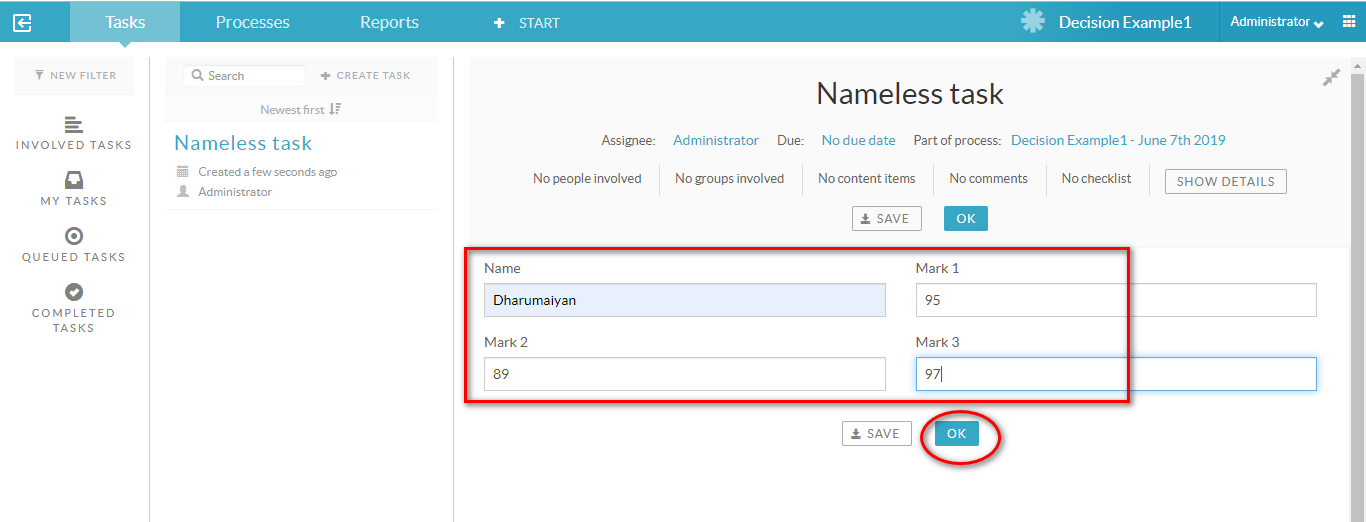 Tasks Processes Reports + START Decision Example1 Administrator
NEW FILTER
INVOLVED TASKS
MY TASKS
QUEUED TASKS
COMPLETED
TASKS
Search + CREATE TASK
Newest first
Nameless task
Created a few seconds ago
Administrator
Nameless task
Assignee: Administrator Due: No due date Part of process: Decision Example1 - June 7th 2019
No people involved No groups involved No content items No comments No checklist SHOW DETAILS
SAVE OK
Name Mark 1
Dharumaiyan 95
Mark 2 Mark 3
89 97
SAVE OK